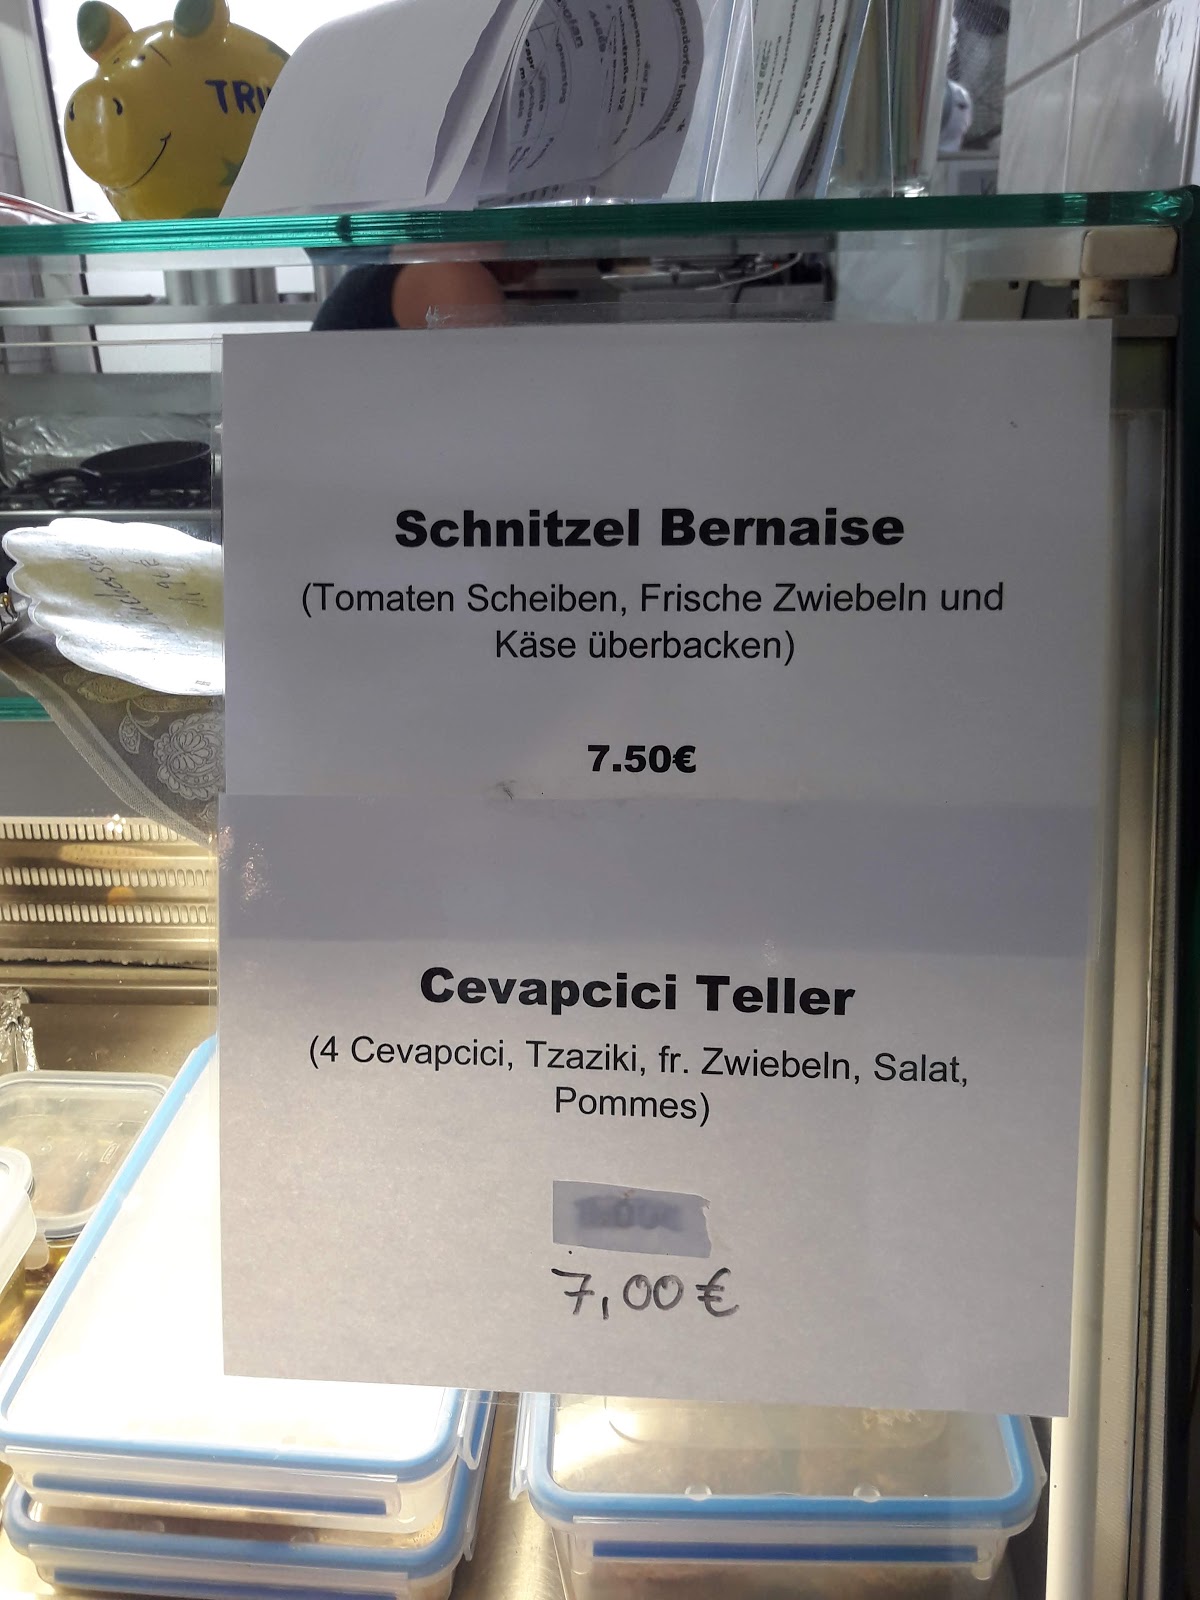 TRI
Schnitzel Bernaise
(Tomaten Scheiben, Frische Zwiebeln und
Käse überbacken)
7.50€
Cevapcici Teller
(4 Cevapcici, Tzaziki, fr. Zwiebeln, Salat,
Pommes)
7,00€